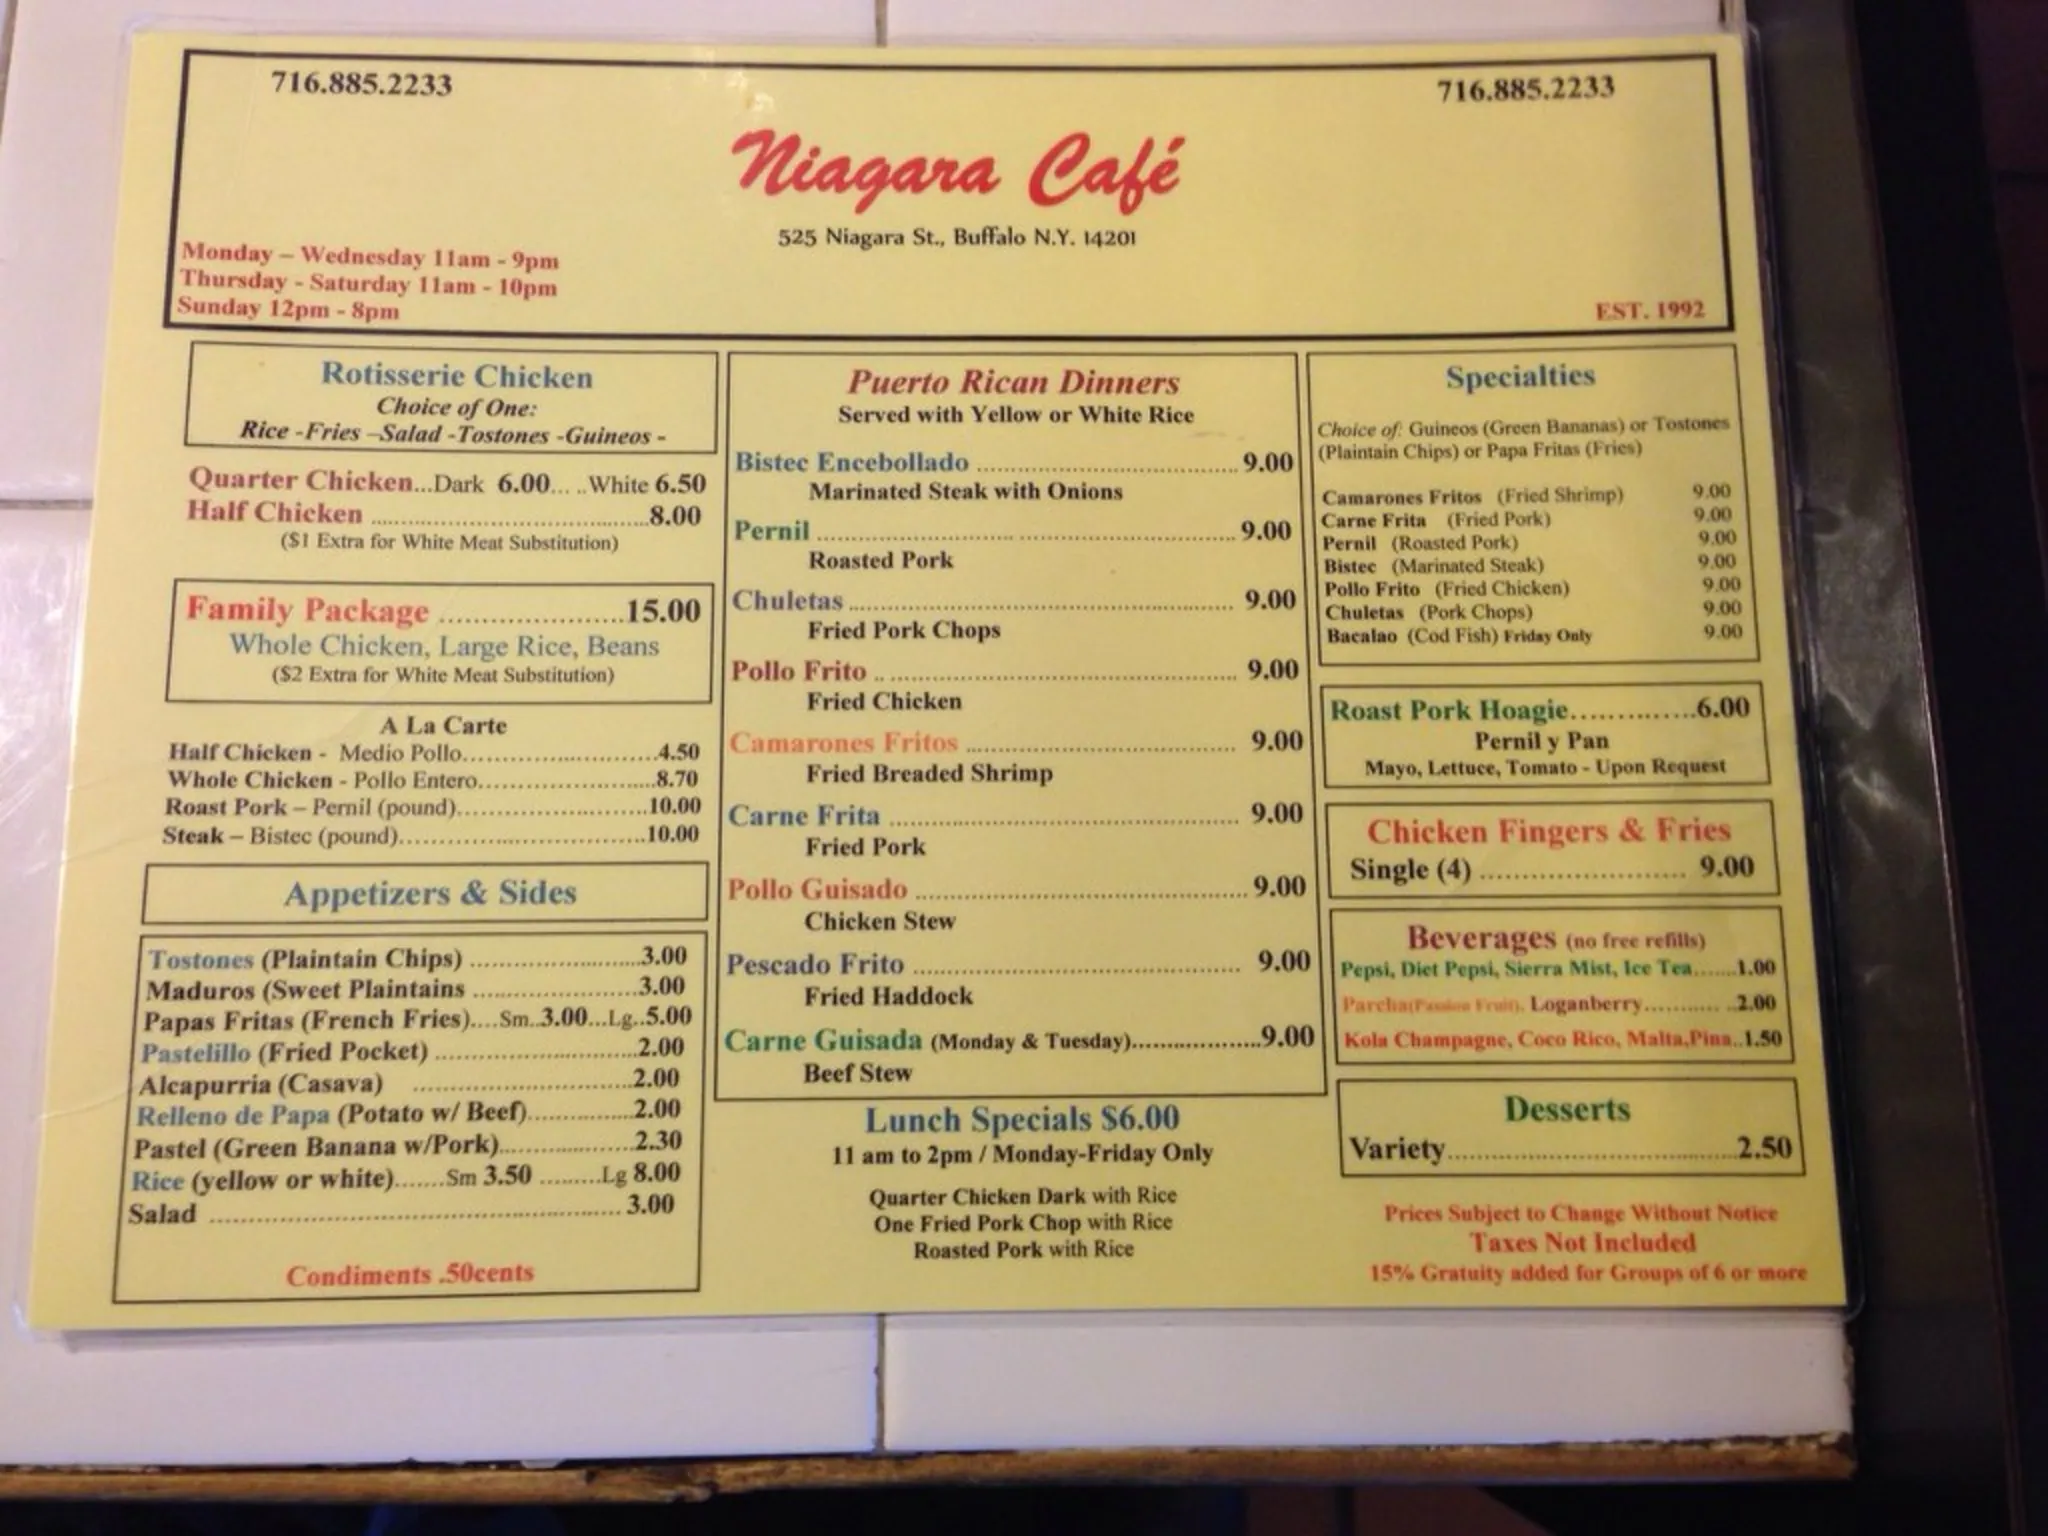 716.885.2233
716.885.2233
Niagara Café
525 Niagara St., Buffalo N.Y. 14201
Monday – Wednesday 11am - 9pm
Thursday - Saturday 11am - 10pm
Sunday 12pm - 8pm
EST. 1992
Rotisserie Chicken
Choice of One:
Rice -Fries –Salad -Tostones -Guineos -
Quarter Chicken...Dark 6.00... ..White 6.50
Half Chicken ........................................8.00
($1 Extra for White Meat Substitution)
Family Package ......................15.00
Whole Chicken, Large Rice, Beans
($2 Extra for White Meat Substitution)
A La Carte
Half Chicken - Medio Pollo..............................4.50
Whole Chicken - Pollo Entero...........................8.70
Roast Pork – Pernil (pound).............................10.00
Steak – Bistec (pound)......................................10.00
Appetizers & Sides
Tostones (Plaintain Chips) ........................3.00
Maduros (Sweet Plaintains ........................3.00
Papas Fritas (French Fries)....Sm..3.00...Lg..5.00
Pastelillo (Fried Pocket) .............................2.00
Alcapurria (Casava) ...............................2.00
Relleno de Papa (Potato w/ Beef)...............2.00
Pastel (Green Banana w/Pork)...................2.30
Rice (yellow or white).......Sm 3.50 .........Lg 8.00
Salad ........................................................... 3.00
Condiments .50cents
Puerto Rican Dinners
Served with Yellow or White Rice
Bistec Encebollado ....................................9.00
Marinated Steak with Onions
Pernil ........................... ............................9.00
Roasted Pork
Chuletas...................................................... 9.00
Fried Pork Chops
Pollo Frito .. ................................................ 9.00
Fried Chicken
Camarones Fritos ..................................... 9.00
Fried Breaded Shrimp
Carne Frita ................................................. 9.00
Fried Pork
Pollo Guisado .............................................. 9.00
Chicken Stew
Pescado Frito ............................................. 9.00
Fried Haddock
Carne Guisada (Monday & Tuesday)...................9.00
Beef Stew
Lunch Specials $6.00
11 am to 2pm / Monday-Friday Only
Quarter Chicken Dark with Rice
One Fried Pork Chop with Rice
Roasted Pork with Rice
Specialties
Choice of: Guineos (Green Bananas) or Tostones
(Plaintain Chips) or Papa Fritas (Fries)
Camarones Fritos (Fried Shrimp) 9.00
Carne Frita (Fried Pork) 9.00
Pernil (Roasted Pork) 9.00
Bistec (Marinated Steak) 9.00
Pollo Frito (Fried Chicken) 9.00
Chuletas (Pork Chops) 9.00
Bacalao (Cod Fish) Friday Only 9.00
Roast Pork Hoagie..............6.00
Pernil y Pan
Mayo, Lettuce, Tomato - Upon Request
Chicken Fingers & Fries
Single (4) .......................... 9.00
Beverages (no free refills)
Pepsi, Diet Pepsi, Sierra Mist, Ice Tea.......1.00
Parcha(Passion Fruit), Loganberry........... ..2.00
Kola Champagne, Coco Rico, Malta,Pina..1.50
Desserts
Variety.....................................2.50
Prices Subject to Change Without Notice
Taxes Not Included
15% Gratuity added for Groups of 6 or more